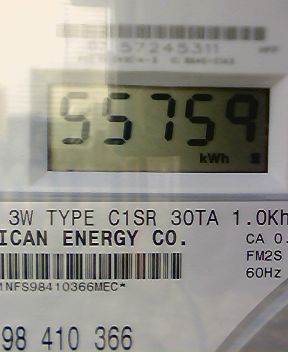 57245311
55759
kWh
3W TYPE C1SR 30TA 1.0Kh
ICAN ENERGY CO.
CA 0.
FM2S
60Hz
1NFS98410366MEC*
98 410 366